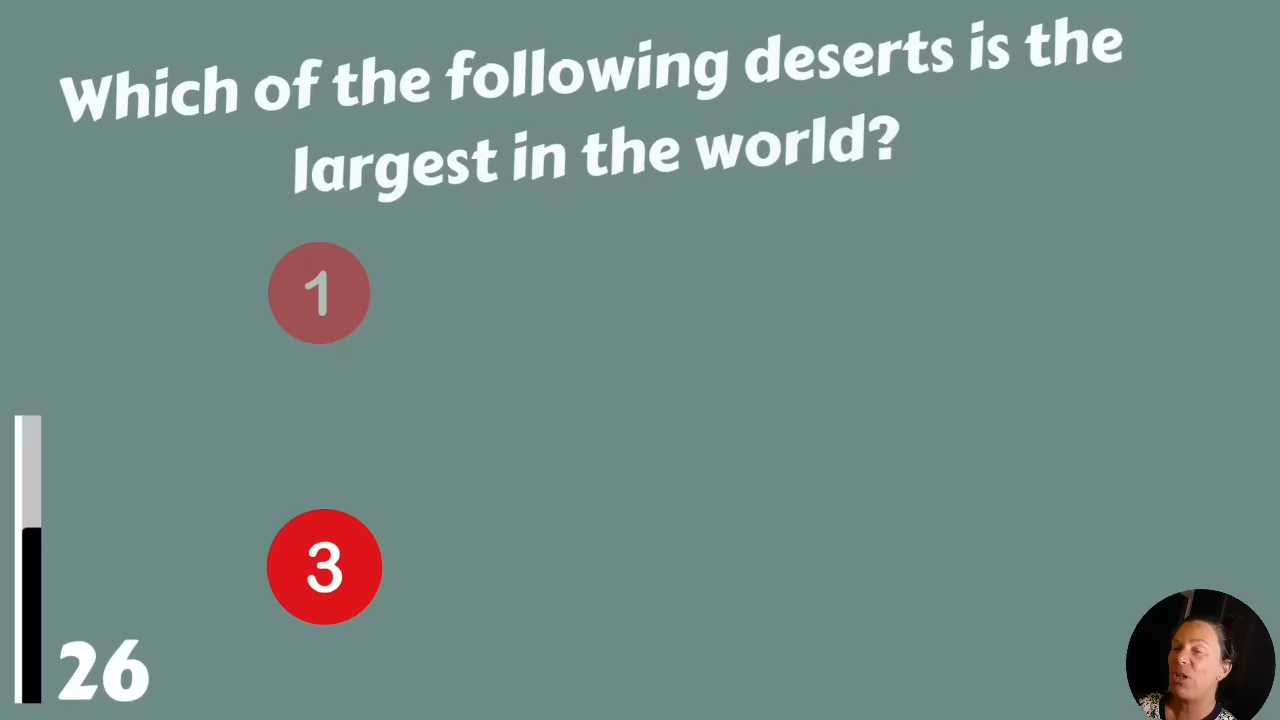 Which of the following deserts is the
largest in the world?
1
3
26